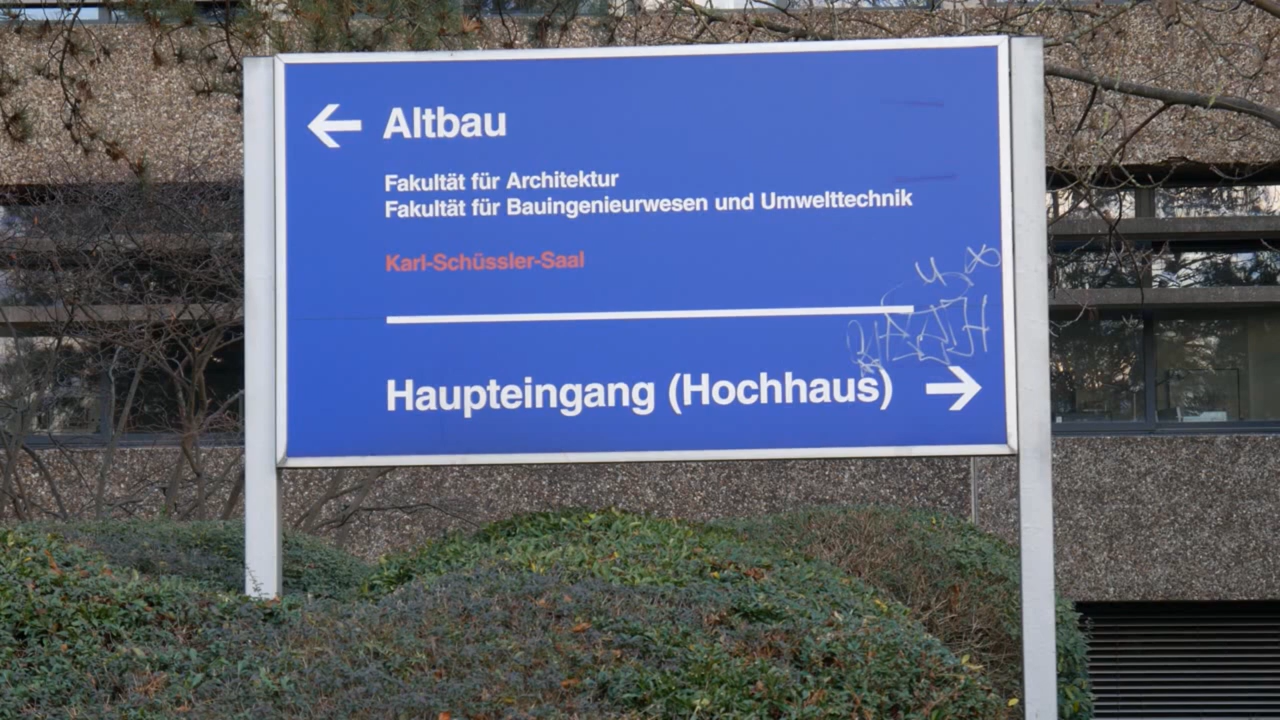 Altbau
Fakultät für Architektur
Fakultät für Bauingenieurwesen und Umwelttechnik
Karl-Schüssler-Saal
Haupteingang (Hochhaus)